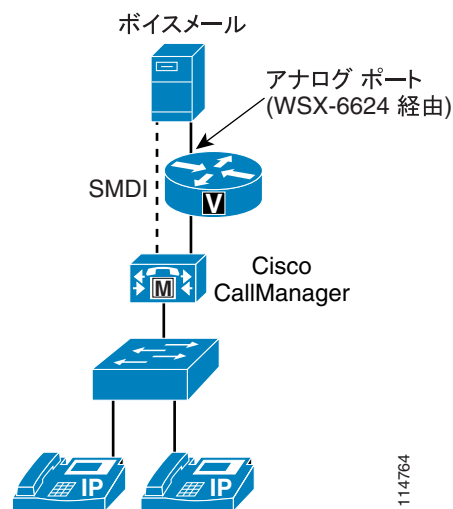 ボイスメール
アナログ ポート
(WSX-6624 経由)
SMDI
V
Cisco
CallManager
M
IP
IP
114764